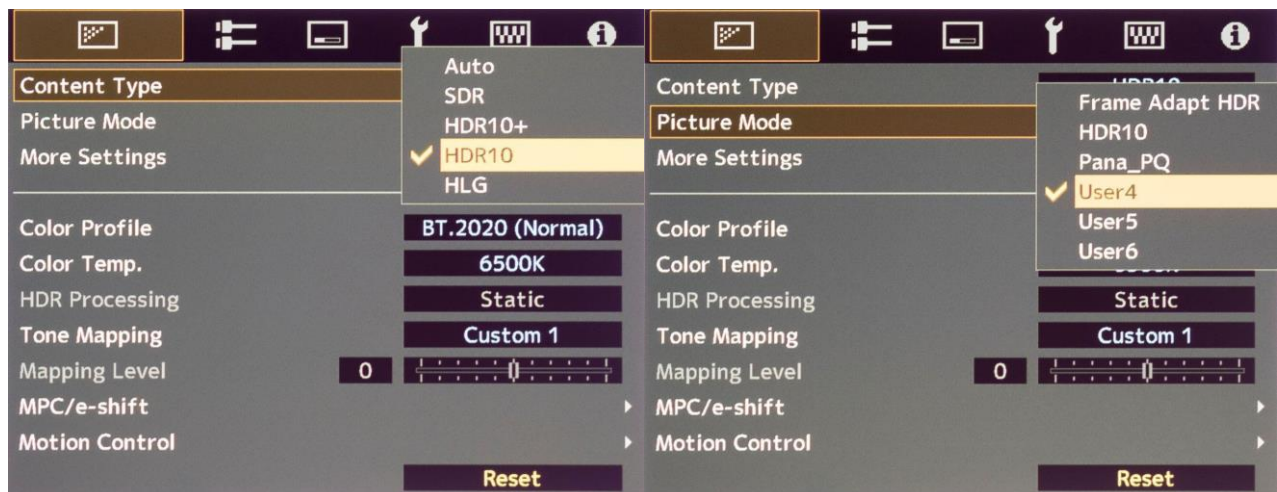 Content Type
Picture Mode
More Settings
Auto
SDR
HDR10+
HDR10
HLG
Color Profile BT.2020 (Normal)
Color Temp. 6500K
HDR Processing Static
Tone Mapping Custom 1
Mapping Level 0
MPC/e-shift
Motion Control
Reset
Content Type
Picture Mode
More Settings
Frame Adapt HDR
HDR10
Pana_PQ
User4
User5
User6
Color Profile
Color Temp.
HDR Processing Static
Tone Mapping Custom 1
Mapping Level 0
MPC/e-shift
Motion Control
Reset